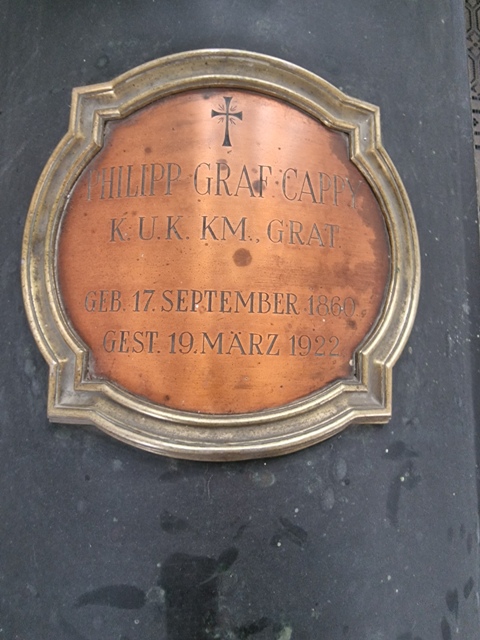 PHILIPP GRAF CAPPY
K. U. K. KM., GRAT.
GEB. 17. SEPTEMBER 1860.
GEST. 19. MÄRZ 1922